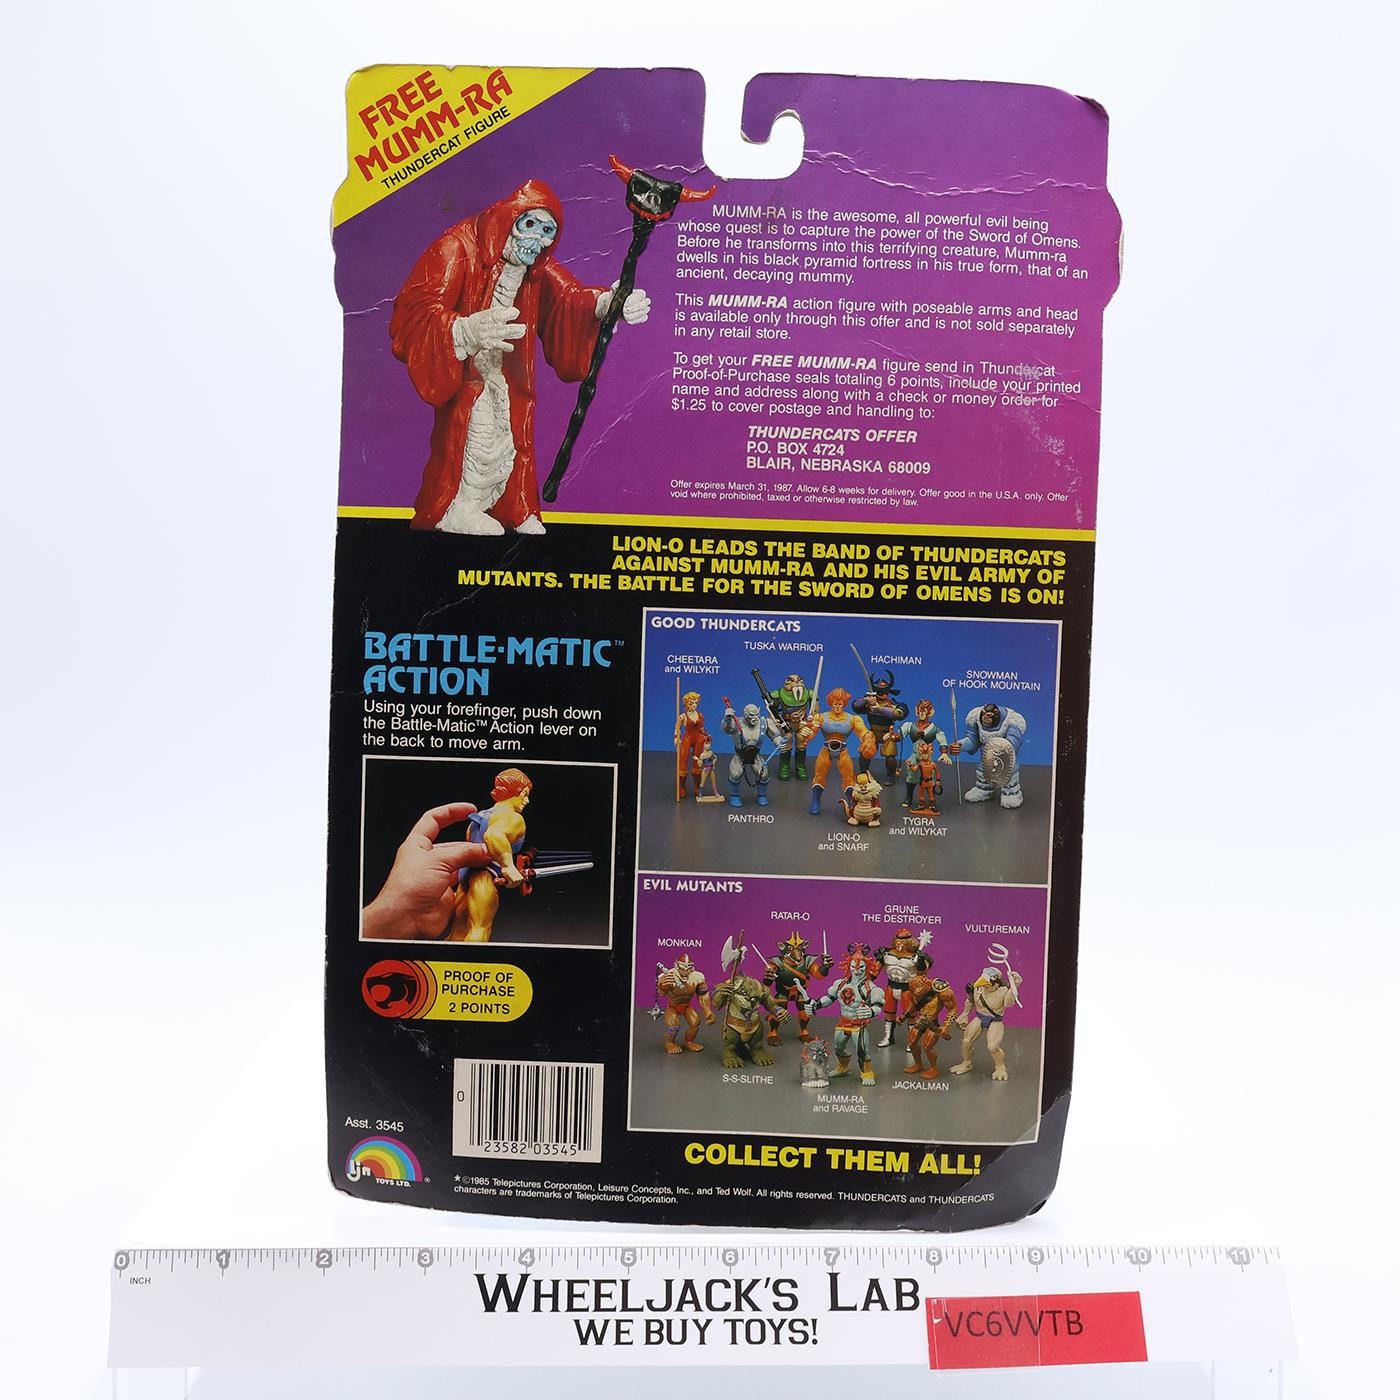 FREE
MUMM-RA
THUNDERCAT FIGURE
MUMM-RA is the awesome, all powerful evil being
whose quest is to capture the power of the Sword of Omens.
Before he transforms into this terrifying creature, Mumm-ra
dwells in his black pyramid fortress in his true form, that of an
ancient, decaying mummy.
This MUMM-RA action figure with poseable arms and head
is available only through this offer and is not sold separately
in any retail store.
To get your FREE MUMM-RA figure send in Thundercat
Proof-of-Purchase seals totaling 6 points, include your printed
name and address along with a check or money order for
$1.25 to cover postage and handling to:
THUNDERCATS OFFER
P.O. BOX 4724
BLAIR, NEBRASKA 68009
Offer expires March 31, 1987. Allow 6-8 weeks for delivery. Offer good in the U.S.A. only. Offer
void where prohibited, taxed or otherwise restricted by law.
LION-O LEADS THE BAND OF THUNDERCATS
AGAINST MUMM-RA AND HIS EVIL ARMY OF
MUTANTS. THE BATTLE FOR THE SWORD OF OMENS IS ON!
BATTLE-MATIC™
ACTION
Using your forefinger, push down
the Battle-Matic™ Action lever on
the back to move arm.
PROOF OF
PURCHASE
2 POINTS
GOOD THUNDERCATS
TUSKA WARRIOR
CHEETARA
and WILYKIT
HACHIMAN
SNOWMAN
OF HOOK MOUNTAIN
PANTHRO
LION-O
and SNARF
TYGRA
and WILYKAT
EVIL MUTANTS
MONKIAN
RATAR-O
GRUNE
THE DESTROYER
VULTUREMAN
S-S-SLITHE
MUMM-RA
and RAVAGE
JACKALMAN
COLLECT THEM ALL!
0
23582 03545
Asst. 3545
Ljn
TOYS LTD.®
★©1985 Telepictures Corporation, Leisure Concepts, Inc., and Ted Wolf. All rights reserved. THUNDERCATS and THUNDERCATS
characters are trademarks of Telepictures Corporation.
0 1 2 3 4 5 6 7 8 9 10 11
INCH
WHEELJACK'S LAB
WE BUY TOYS!
VC6VVTB